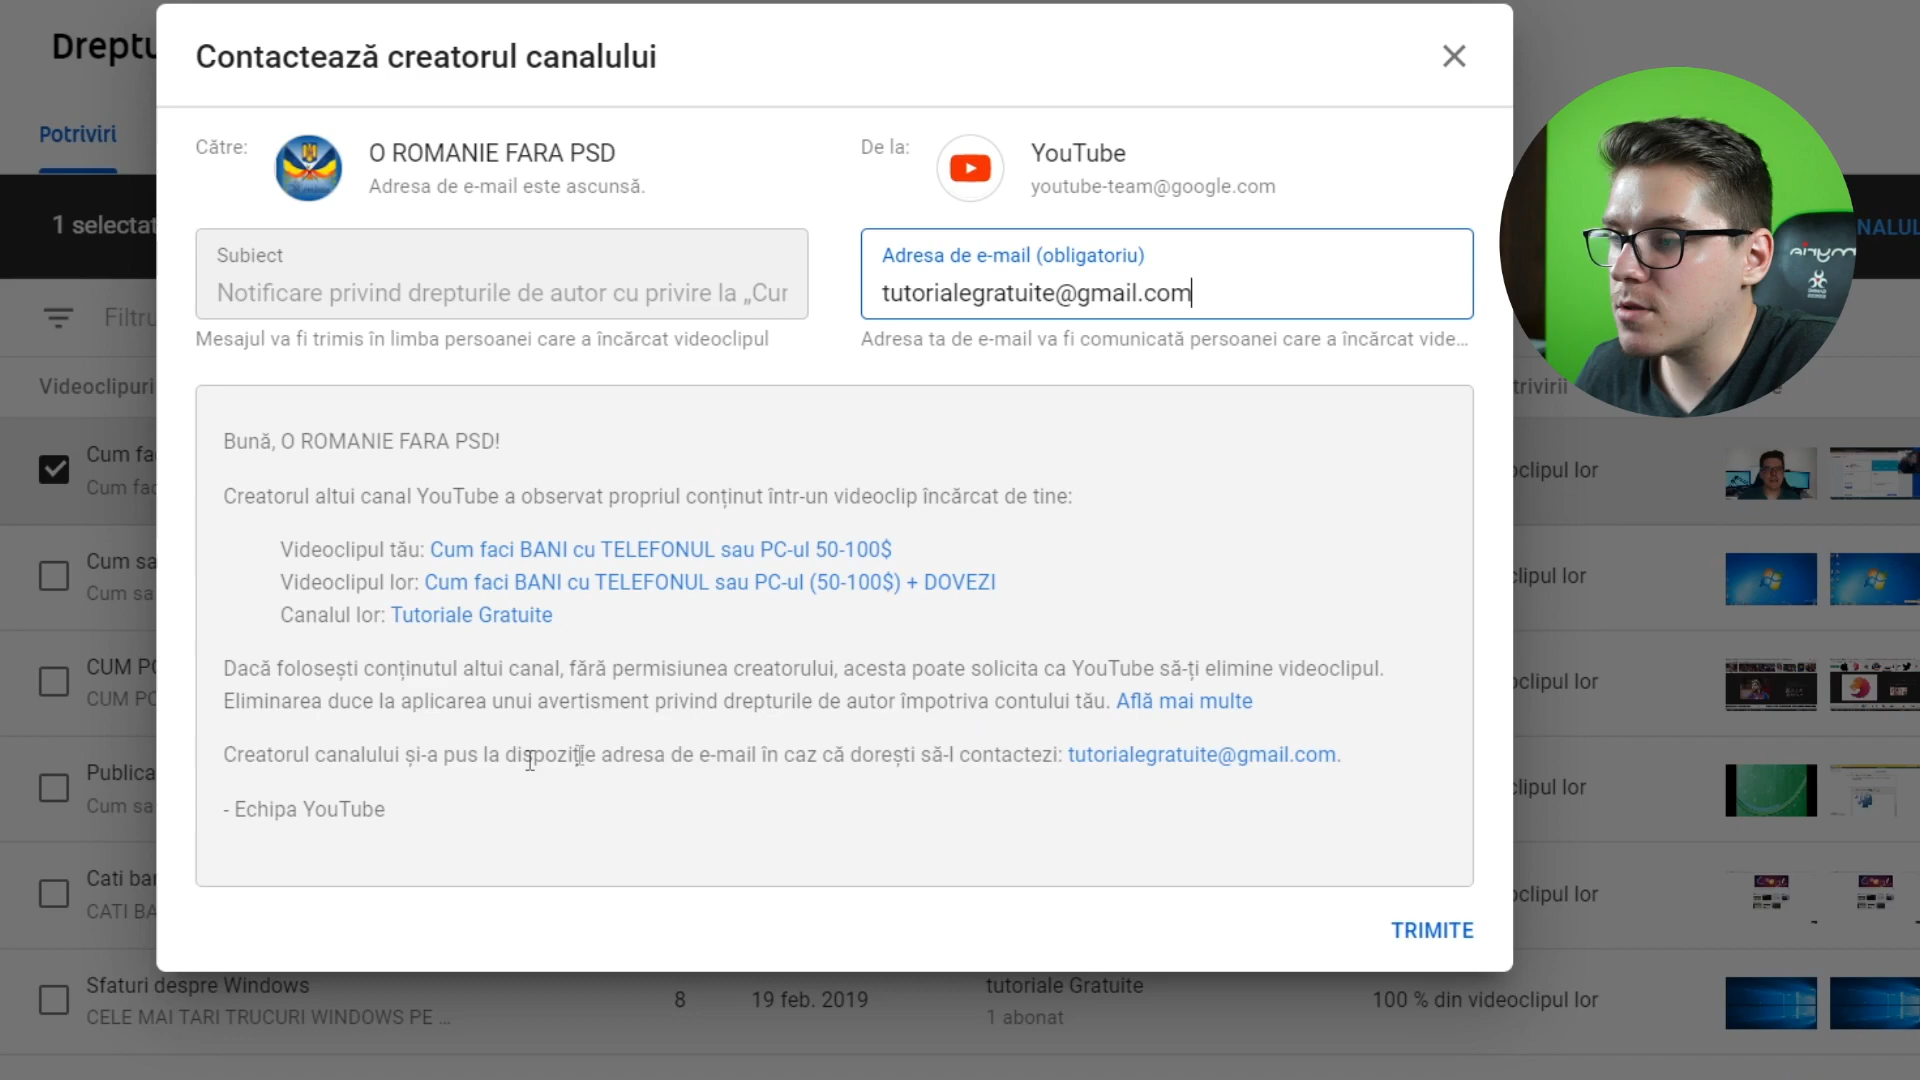 Dreptu
Contactează creatorul canalului
Potriviri
Către:
O ROMANIE FARA PSD
Adresa de e-mail este ascunsă.
De la:
YouTube
youtube-team@google.com
1 selectat
NALUL
Subiect
Notificare privind drepturile de autor cu privire la „Cur
Adresa de e-mail (obligatoriu)
tutorialegratuite@gmail.com
Filtru
Mesajul va fi trimis în limba persoanei care a încărcat videoclipul
Adresa ta de e-mail va fi comunicată persoanei care a încărcat vide...
Videoclipuri
trivirii
Bună, O ROMANIE FARA PSD!
Cum fa
Cum fac
oclipul lor
Creatorul altui canal YouTube a observat propriul conținut într-un videoclip încărcat de tine:
Videoclipul tău: Cum faci BANI cu TELEFONUL sau PC-ul 50-100$
Videoclipul lor: Cum faci BANI cu TELEFONUL sau PC-ul (50-100$) + DOVEZI
Canalul lor: Tutoriale Gratuite
Cum sa
Cum sa
clipul lor
Dacă folosești conținutul altui canal, fără permisiunea creatorului, acesta poate solicita ca YouTube să-ți elimine videoclipul.
Eliminarea duce la aplicarea unui avertisment privind drepturile de autor împotriva contului tău. Află mai multe
CUM PC
CUM PC
oclipul lor
Creatorul canalului și-a pus la dispoziție adresa de e-mail în caz că dorești să-l contactezi: tutorialegratuite@gmail.com.
- Echipa YouTube
Publica
Cum sa
clipul lor
Cati bar
CATI BA
oclipul lor
TRIMITE
Sfaturi despre Windows
CELE MAI TARI TRUCURI WINDOWS PE ...
8
19 feb. 2019
tutoriale Gratuite
1 abonat
100 % din videoclipul lor